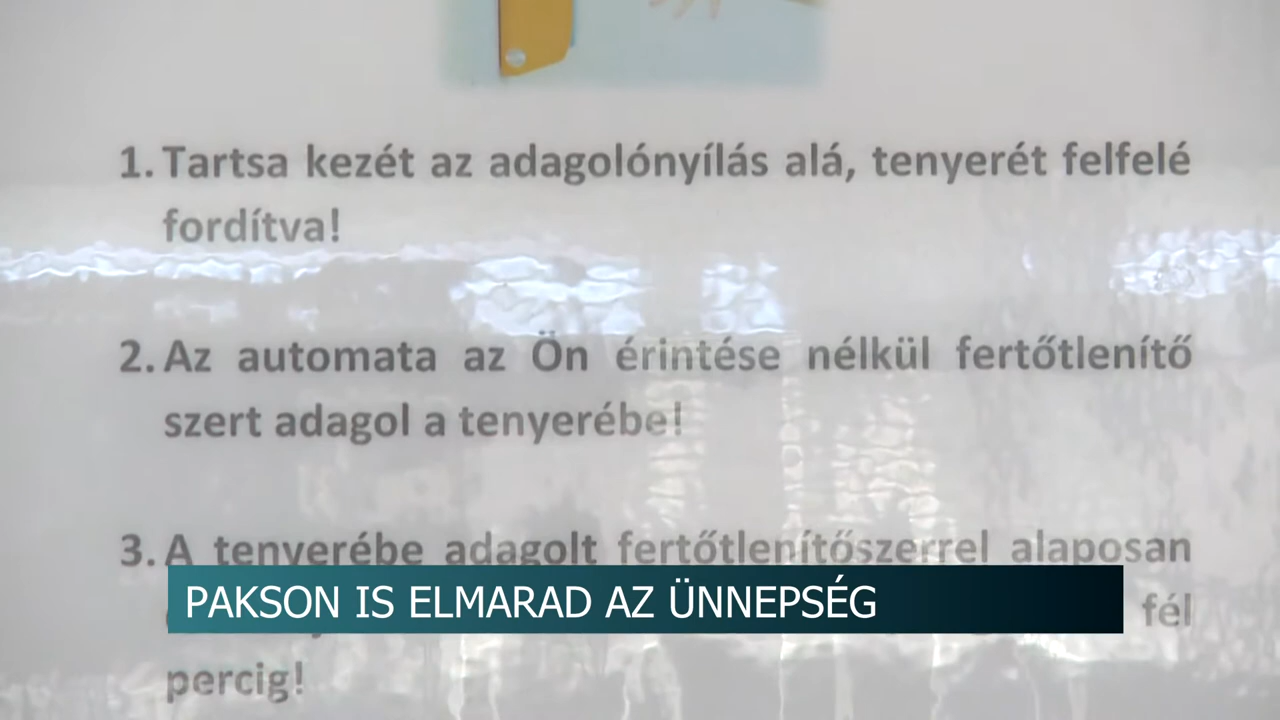 1. Tartsa kezét az adagolónyílás alá, tenyerét felfelé
fordítva!
2. Az automata az Ön érintése nélkül fertőtlenítő
szert adagol a tenyerébe!
3. A tenyerébe adagolt fertőtlenítőszerrel alaposan
PAKSON IS ELMARAD AZ ÜNNEPSÉG
fél
percig!